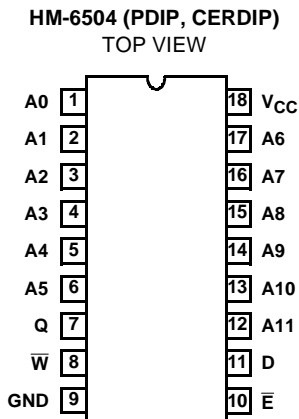 HM-6504 (PDIP, CERDIP)
TOP VIEW
A0 1 18 VCC
A1 2 17 A6
A2 3 16 A7
A3 4 15 A8
A4 5 14 A9
A5 6 13 A10
Q 7 12 A11
W̅ 8 11 D
GND 9 10 E̅